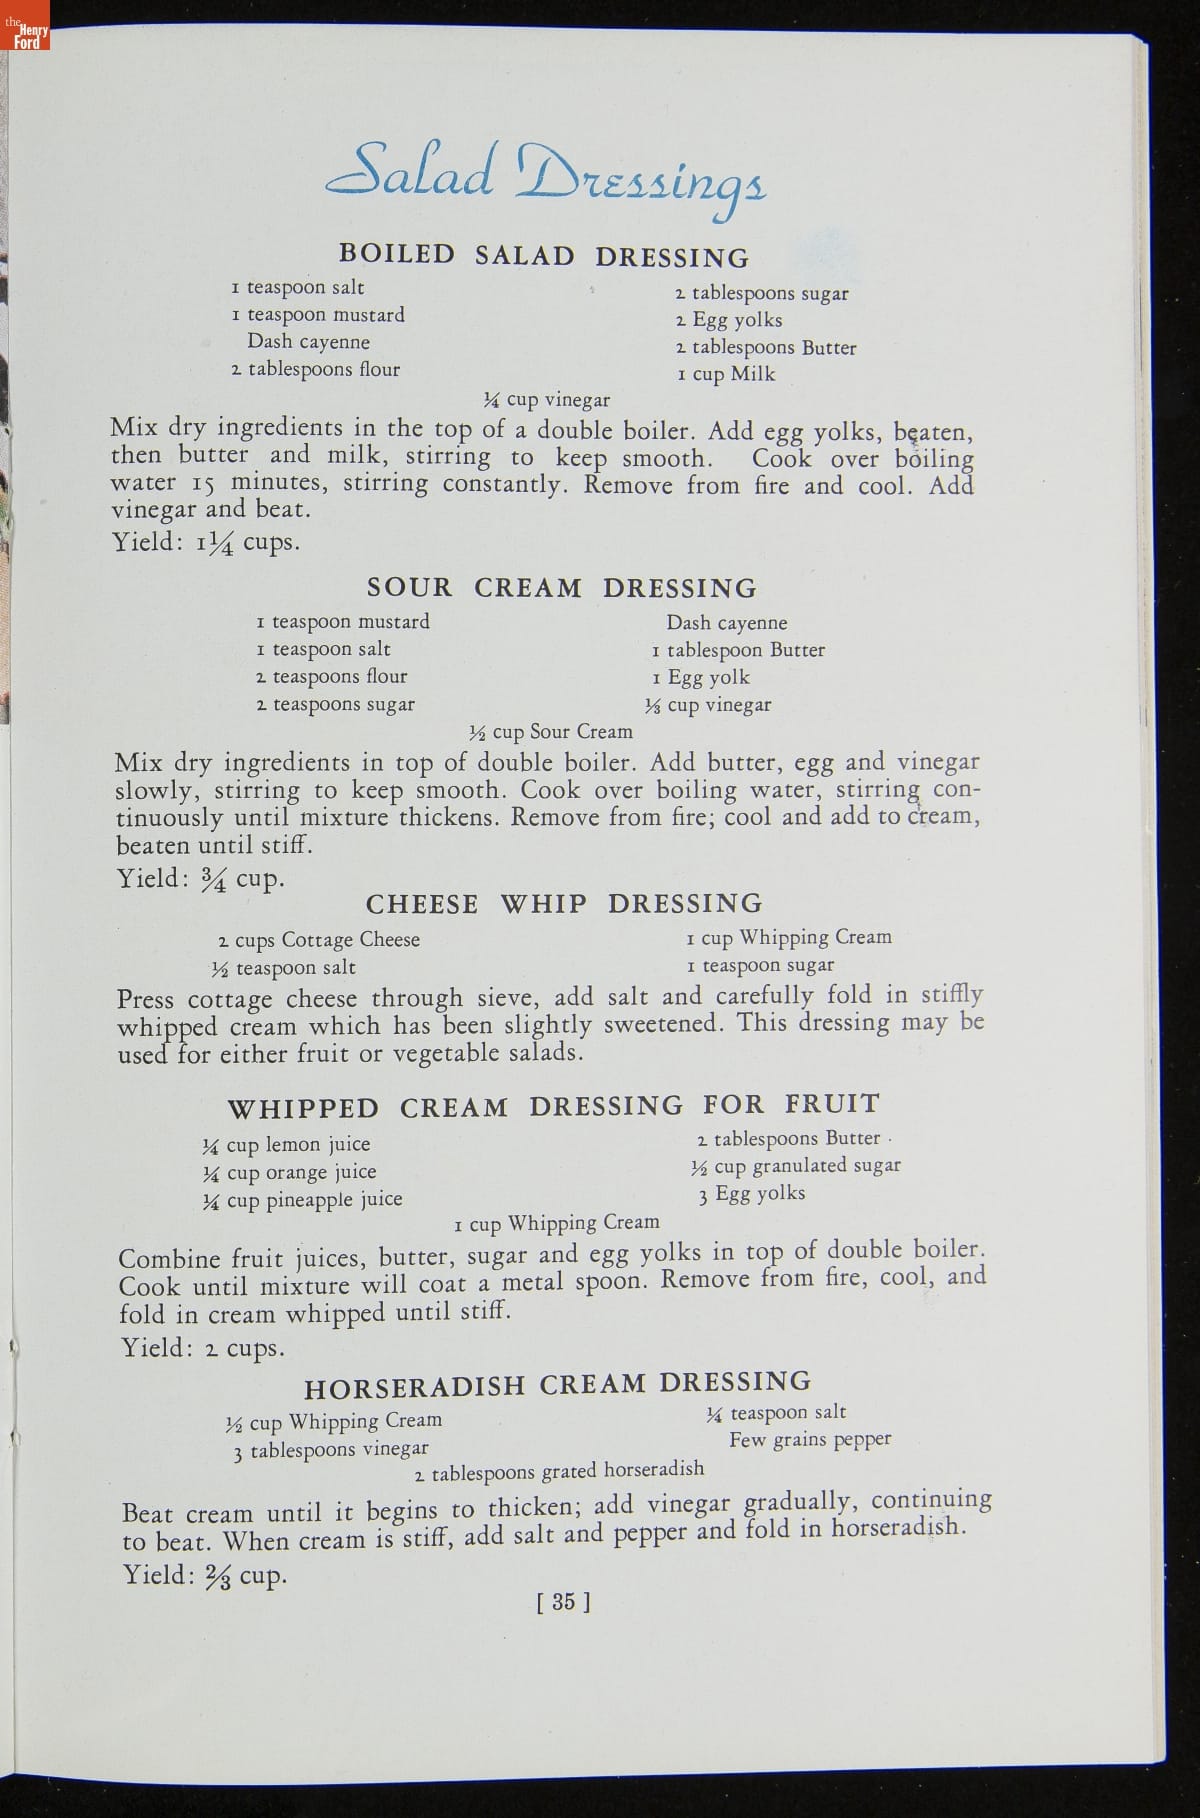 the
Henry
Ford
Salad Dressings
BOILED SALAD DRESSING
1 teaspoon salt
1 teaspoon mustard
Dash cayenne
2 tablespoons flour
2 tablespoons sugar
2 Egg yolks
2 tablespoons Butter
1 cup Milk
¼ cup vinegar
Mix dry ingredients in the top of a double boiler. Add egg yolks, beaten,
then butter and milk, stirring to keep smooth. Cook over boiling
water 15 minutes, stirring constantly. Remove from fire and cool. Add
vinegar and beat.
Yield: 1¼ cups.
SOUR CREAM DRESSING
1 teaspoon mustard
1 teaspoon salt
2 teaspoons flour
2 teaspoons sugar
Dash cayenne
1 tablespoon Butter
1 Egg yolk
⅓ cup vinegar
½ cup Sour Cream
Mix dry ingredients in top of double boiler. Add butter, egg and vinegar
slowly, stirring to keep smooth. Cook over boiling water, stirring con-
tinuously until mixture thickens. Remove from fire; cool and add to cream,
beaten until stiff.
Yield: ¾ cup.
CHEESE WHIP DRESSING
2 cups Cottage Cheese
½ teaspoon salt
1 cup Whipping Cream
1 teaspoon sugar
Press cottage cheese through sieve, add salt and carefully fold in stiffly
whipped cream which has been slightly sweetened. This dressing may be
used for either fruit or vegetable salads.
WHIPPED CREAM DRESSING FOR FRUIT
¼ cup lemon juice
¼ cup orange juice
¼ cup pineapple juice
2 tablespoons Butter
½ cup granulated sugar
3 Egg yolks
1 cup Whipping Cream
Combine fruit juices, butter, sugar and egg yolks in top of double boiler.
Cook until mixture will coat a metal spoon. Remove from fire, cool, and
fold in cream whipped until stiff.
Yield: 2 cups.
HORSERADISH CREAM DRESSING
½ cup Whipping Cream
3 tablespoons vinegar
¼ teaspoon salt
Few grains pepper
2 tablespoons grated horseradish
Beat cream until it begins to thicken; add vinegar gradually, continuing
to beat. When cream is stiff, add salt and pepper and fold in horseradish.
Yield: ⅔ cup.
[ 35 ]